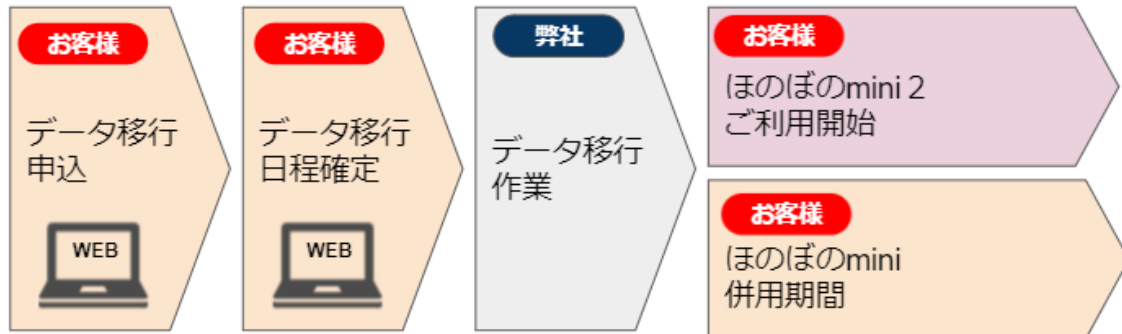 お客様
データ移行
申込
WEB
お客様
データ移行
日程確定
WEB
弊社
データ移行
作業
お客様
ほのぼのmini 2
ご利用開始
お客様
ほのぼのmini
併用期間